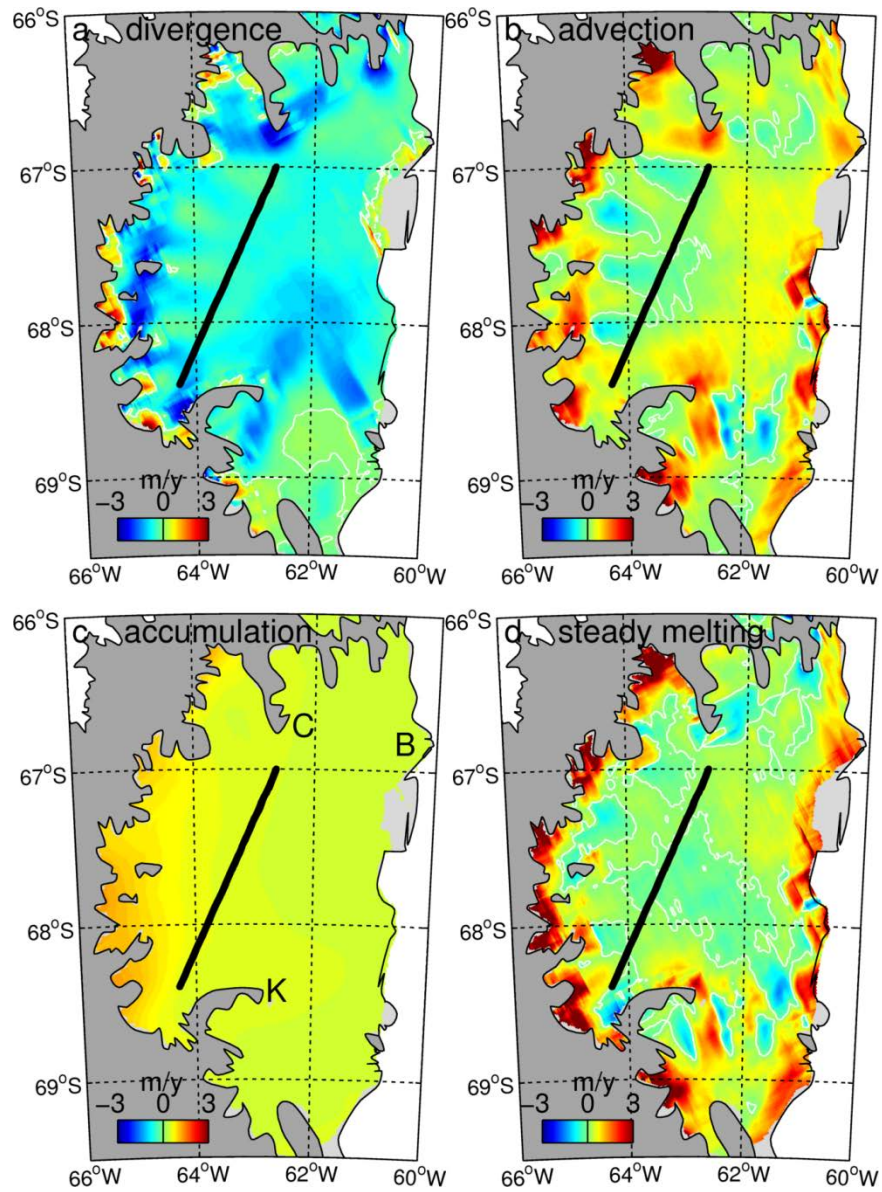 66°S a divergence
67°S
68°S
69°S
m/y
−3 0 3
66°W 64°W 62°W 60°W
66°S b advection
67°S
68°S
69°S
m/y
−3 0 3
66°W 64°W 62°W 60°W
66°S c accumulation
C
B
67°S
68°S
K
69°S
m/y
−3 0 3
66°W 64°W 62°W 60°W
66°S d steady melting
67°S
68°S
69°S
m/y
−3 0 3
66°W 64°W 62°W 60°W